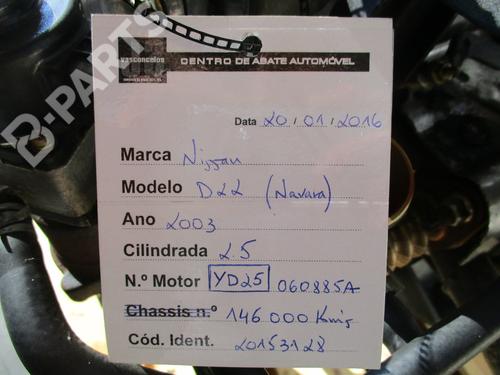 B-PARTS
vasconcelos
CENTRO DE ABATE AUTOMÓVEL
Data 20/01/2016
Marca Nissan
Modelo D22 (Navara)
Ano 2003
Cilindrada 2.5
N.º Motor YD25 060885A
Chassis n.º 146.000 Kms
Cód. Ident. 20153128